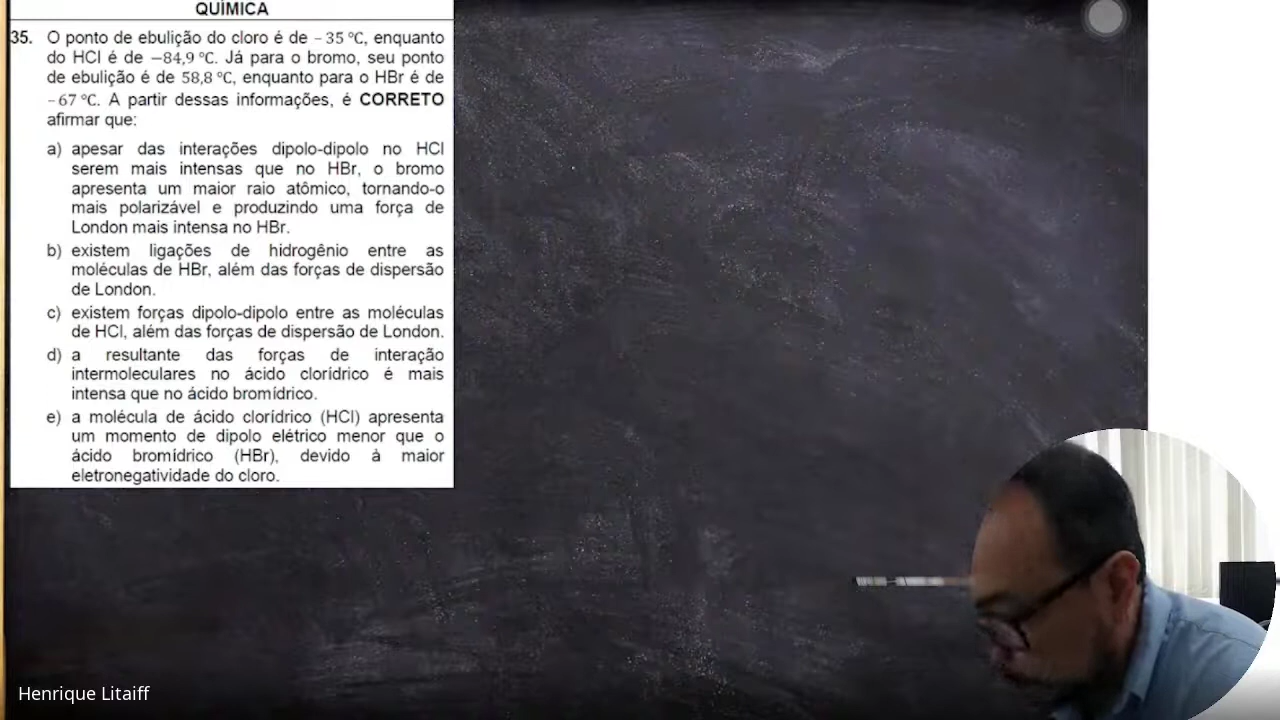 QUÍMICA
35. O ponto de ebulição do cloro é de −35 °C, enquanto
do HCl é de −84,9 °C. Já para o bromo, seu ponto
de ebulição é de 58,8 °C, enquanto para o HBr é de
−67 °C. A partir dessas informações, é CORRETO
afirmar que:
a) apesar das interações dipolo-dipolo no HCl
serem mais intensas que no HBr, o bromo
apresenta um maior raio atômico, tornando-o
mais polarizável e produzindo uma força de
London mais intensa no HBr.
b) existem ligações de hidrogênio entre as
moléculas de HBr, além das forças de dispersão
de London.
c) existem forças dipolo-dipolo entre as moléculas
de HCl, além das forças de dispersão de London.
d) a resultante das forças de interação
intermoleculares no ácido clorídrico é mais
intensa que no ácido bromídrico.
e) a molécula de ácido clorídrico (HCl) apresenta
um momento de dipolo elétrico menor que o
ácido bromídrico (HBr), devido à maior
eletronegatividade do cloro.
Henrique Litaiff